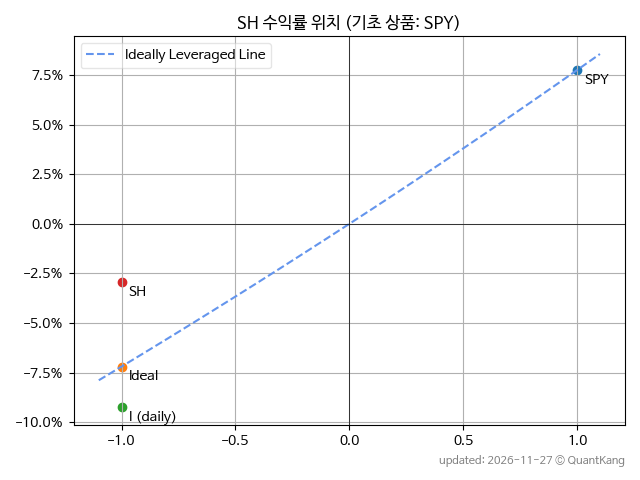 SH 수익률 위치 (기초 상품: SPY)
Ideally Leveraged Line
7.5%
SPY
5.0%
2.5%
0.0%
−2.5%
SH
−5.0%
−7.5%
Ideal
−10.0%
I (daily)
−1.0 −0.5 0.0 0.5 1.0
updated: 2026-11-27 © QuantKang